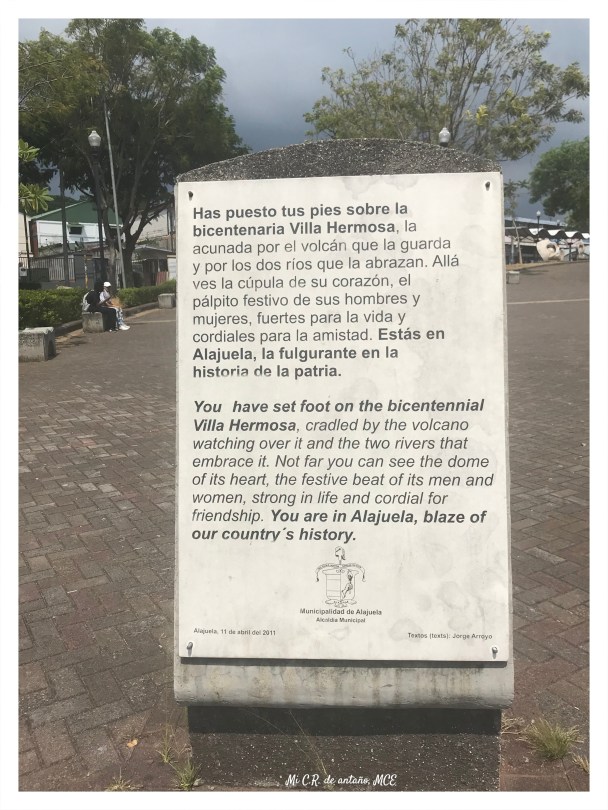 Has puesto tus pies sobre la
bicentenaria Villa Hermosa, la
acunada por el volcán que la guarda
y por los dos ríos que la abrazan. Allá
ves la cúpula de su corazón, el
pálpito festivo de sus hombres y
mujeres, fuertes para la vida y
cordiales para la amistad. Estás en
Alajuela, la fulgurante en la
historia de la patria.
You have set foot on the bicentennial
Villa Hermosa, cradled by the volcano
watching over it and the two rivers that
embrace it. Not far you can see the dome
of its heart, the festive beat of its men and
women, strong in life and cordial for
friendship. You are in Alajuela, blaze of
our country´s history.
Municipalidad de Alajuela
Alcaldía Municipal
Alajuela, 11 de abril del 2011
Textos (texts): Jorge Arroyo
Mi C.R. de antaño, MCE